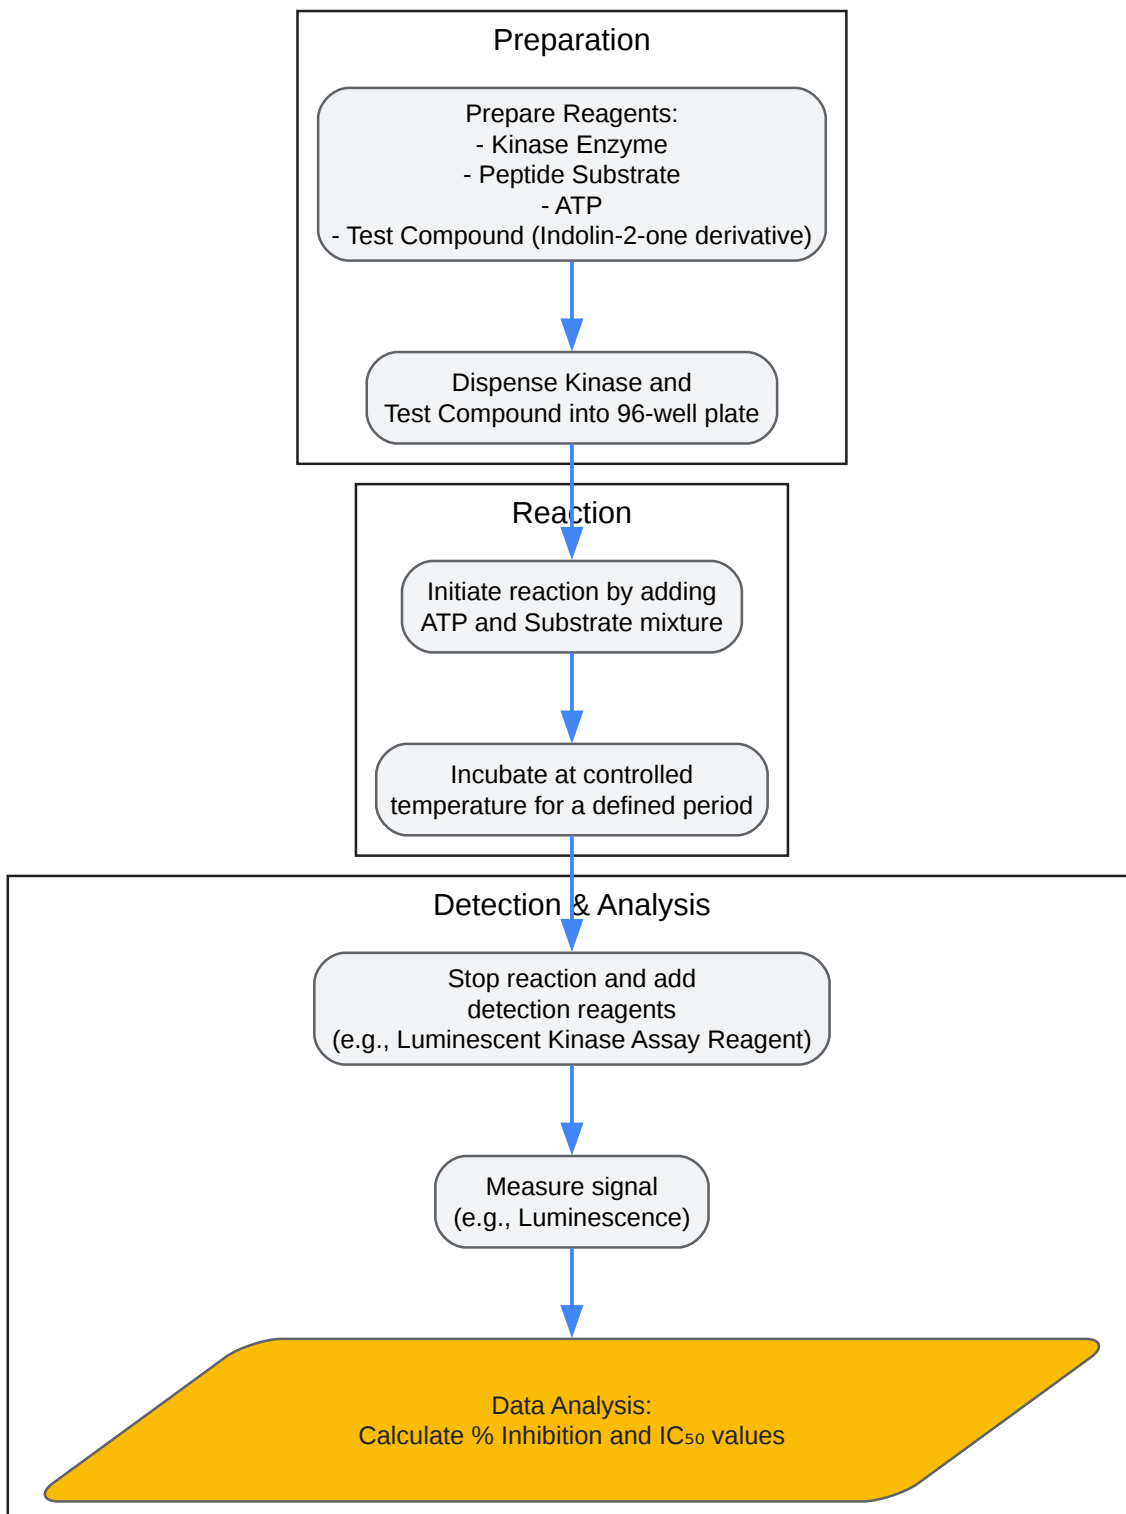 Preparation
Prepare Reagents:
- Kinase Enzyme
- Peptide Substrate
- ATP
- Test Compound (Indolin-2-one derivative)
Dispense Kinase and
Test Compound into 96-well plate
Reaction
Initiate reaction by adding
ATP and Substrate mixture
Incubate at controlled
temperature for a defined period
Detection & Analysis
Stop reaction and add
detection reagents
(e.g., Luminescent Kinase Assay Reagent)
Measure signal
(e.g., Luminescence)
Data Analysis:
Calculate % Inhibition and IC₅₀ values